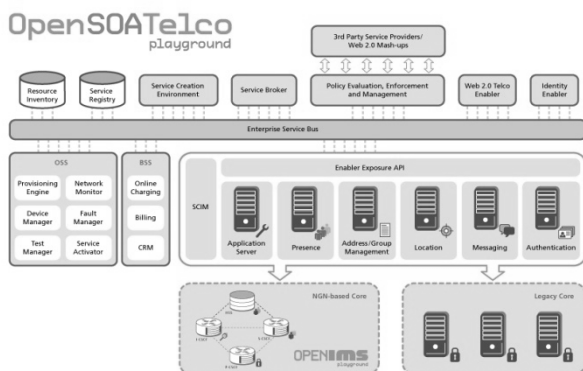 OpenSOATelco
playground
3rd Party Service Providers/
Web 2.0 Mash-ups
Resource
Inventory
Service
Registry
Service Creation
Environment
Service Broker
Policy Evaluation, Enforcement
and Management
Web 2.0 Telco
Enabler
Identity
Enabler
Enterprise Service Bus
OSS
Provisioning
Engine
Network
Monitor
Device
Manager
Fault
Manager
Test
Manager
Service
Activator
BSS
Online
Charging
Billing
CRM
SCIM
Enabler Exposure API
Application
Server
Presence
Address/Group
Management
Location
Messaging
Authentication
NGN-based Core
OPENIMS
playground
Legacy Core